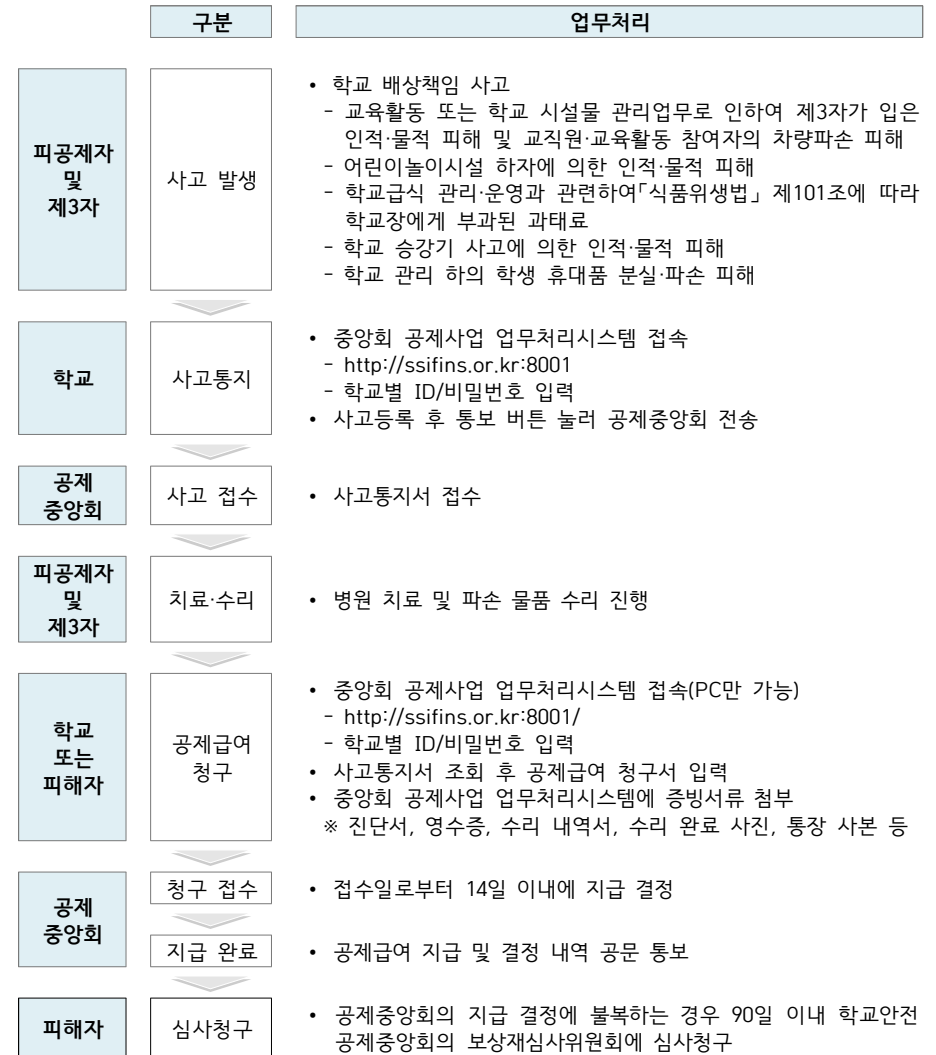 구분
업무처리
피공제자
및
제3자
사고 발생
• 학교 배상책임 사고
- 교육활동 또는 학교 시설물 관리업무로 인하여 제3자가 입은
인적·물적 피해 및 교직원·교육활동 참여자의 차량파손 피해
- 어린이놀이시설 하자에 의한 인적·물적 피해
- 학교급식 관리·운영과 관련하여「식품위생법」 제101조에 따라
학교장에게 부과된 과태료
- 학교 승강기 사고에 의한 인적·물적 피해
- 학교 관리 하의 학생 휴대품 분실·파손 피해
학교
사고통지
• 중앙회 공제사업 업무처리시스템 접속
- http://ssifins.or.kr:8001
- 학교별 ID/비밀번호 입력
• 사고등록 후 통보 버튼 눌러 공제중앙회 전송
공제
중앙회
사고 접수
• 사고통지서 접수
피공제자
및
제3자
치료·수리
• 병원 치료 및 파손 물품 수리 진행
학교
또는
피해자
공제급여
청구
• 중앙회 공제사업 업무처리시스템 접속(PC만 가능)
- http://ssifins.or.kr:8001/
- 학교별 ID/비밀번호 입력
• 사고통지서 조회 후 공제급여 청구서 입력
• 중앙회 공제사업 업무처리시스템에 증빙서류 첨부
※ 진단서, 영수증, 수리 내역서, 수리 완료 사진, 통장 사본 등
공제
중앙회
청구 접수
• 접수일로부터 14일 이내에 지급 결정
지급 완료
• 공제급여 지급 및 결정 내역 공문 통보
피해자
심사청구
• 공제중앙회의 지급 결정에 불복하는 경우 90일 이내 학교안전
공제중앙회의 보상재심사위원회에 심사청구